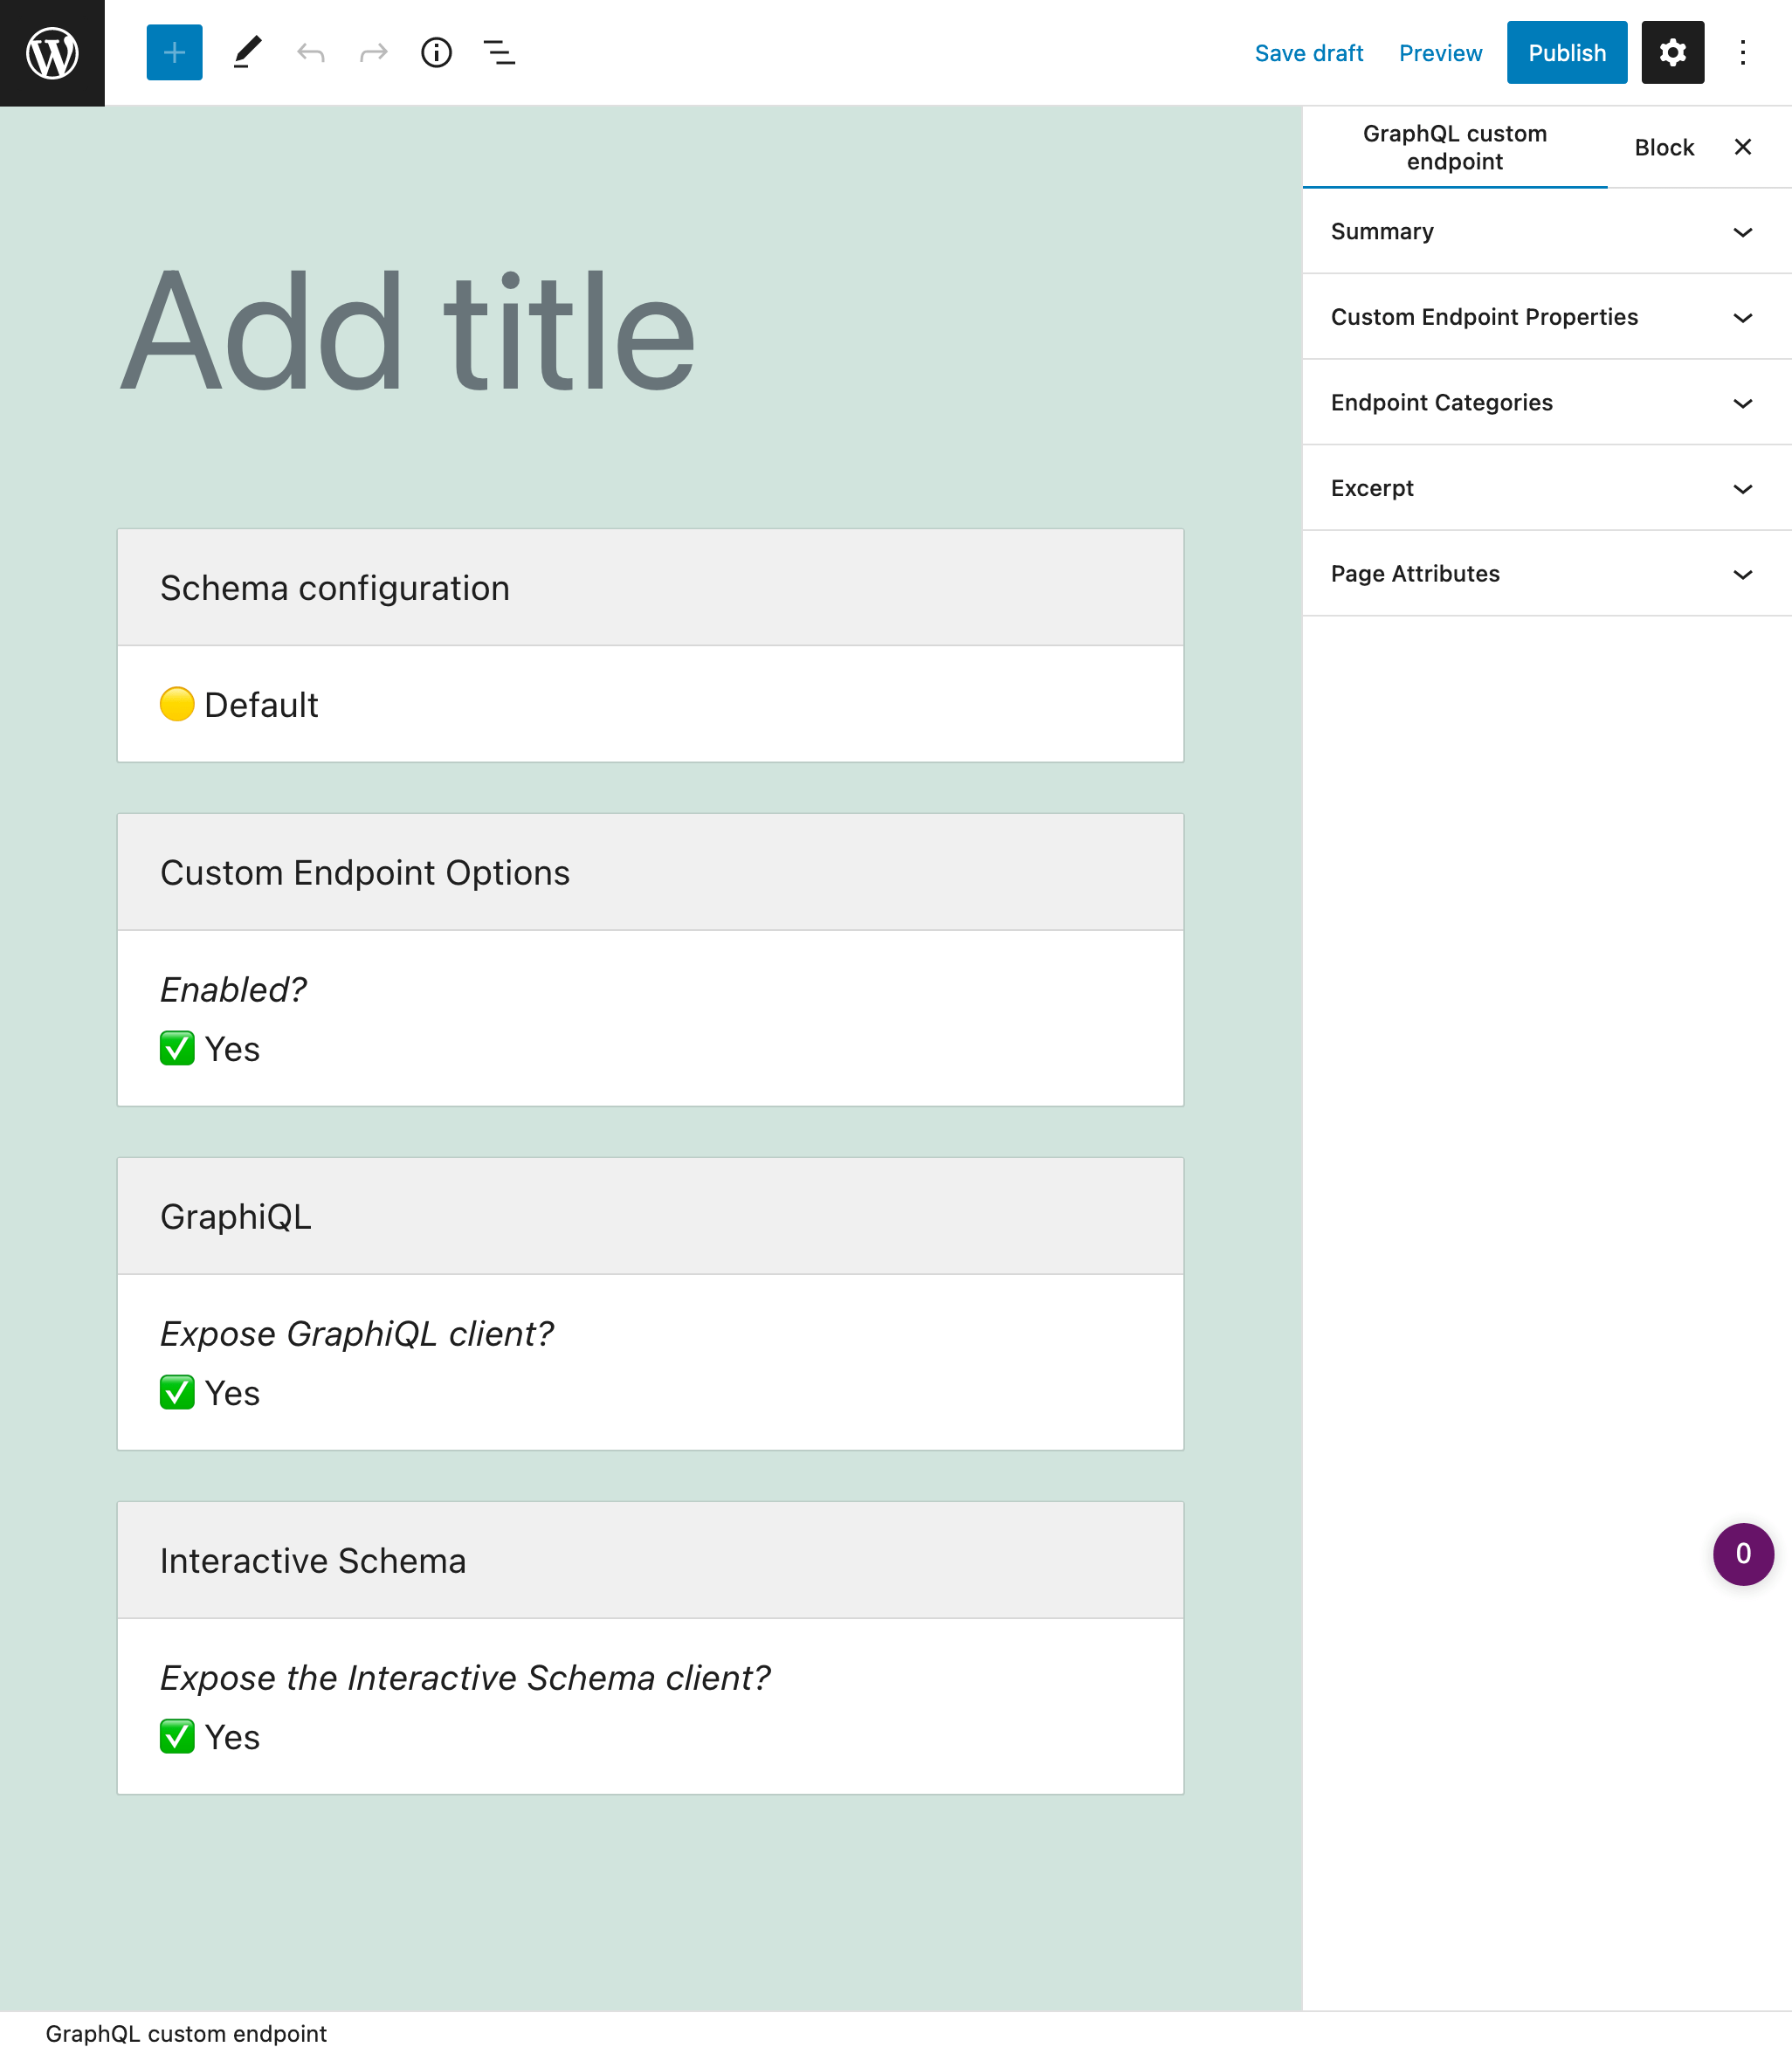 Save draft Preview Publish
GraphQL custom
endpoint
Block
Summary
Custom Endpoint Properties
Endpoint Categories
Excerpt
Page Attributes
Add title
Schema configuration
Default
Custom Endpoint Options
Enabled?
Yes
GraphiQL
Expose GraphiQL client?
Yes
Interactive Schema
Expose the Interactive Schema client?
Yes
0
GraphQL custom endpoint